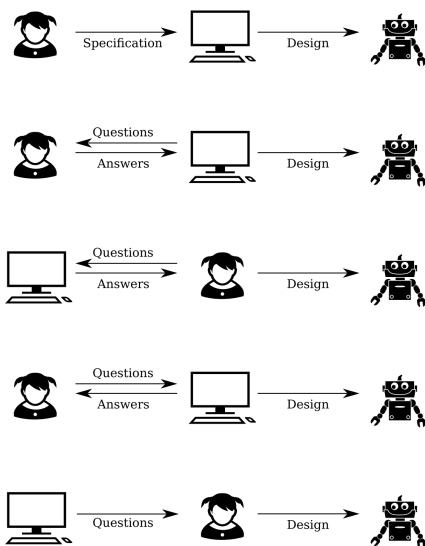 Specification
Design
Questions
Answers
Design
Questions
Answers
Design
Questions
Answers
Design
Questions
Design